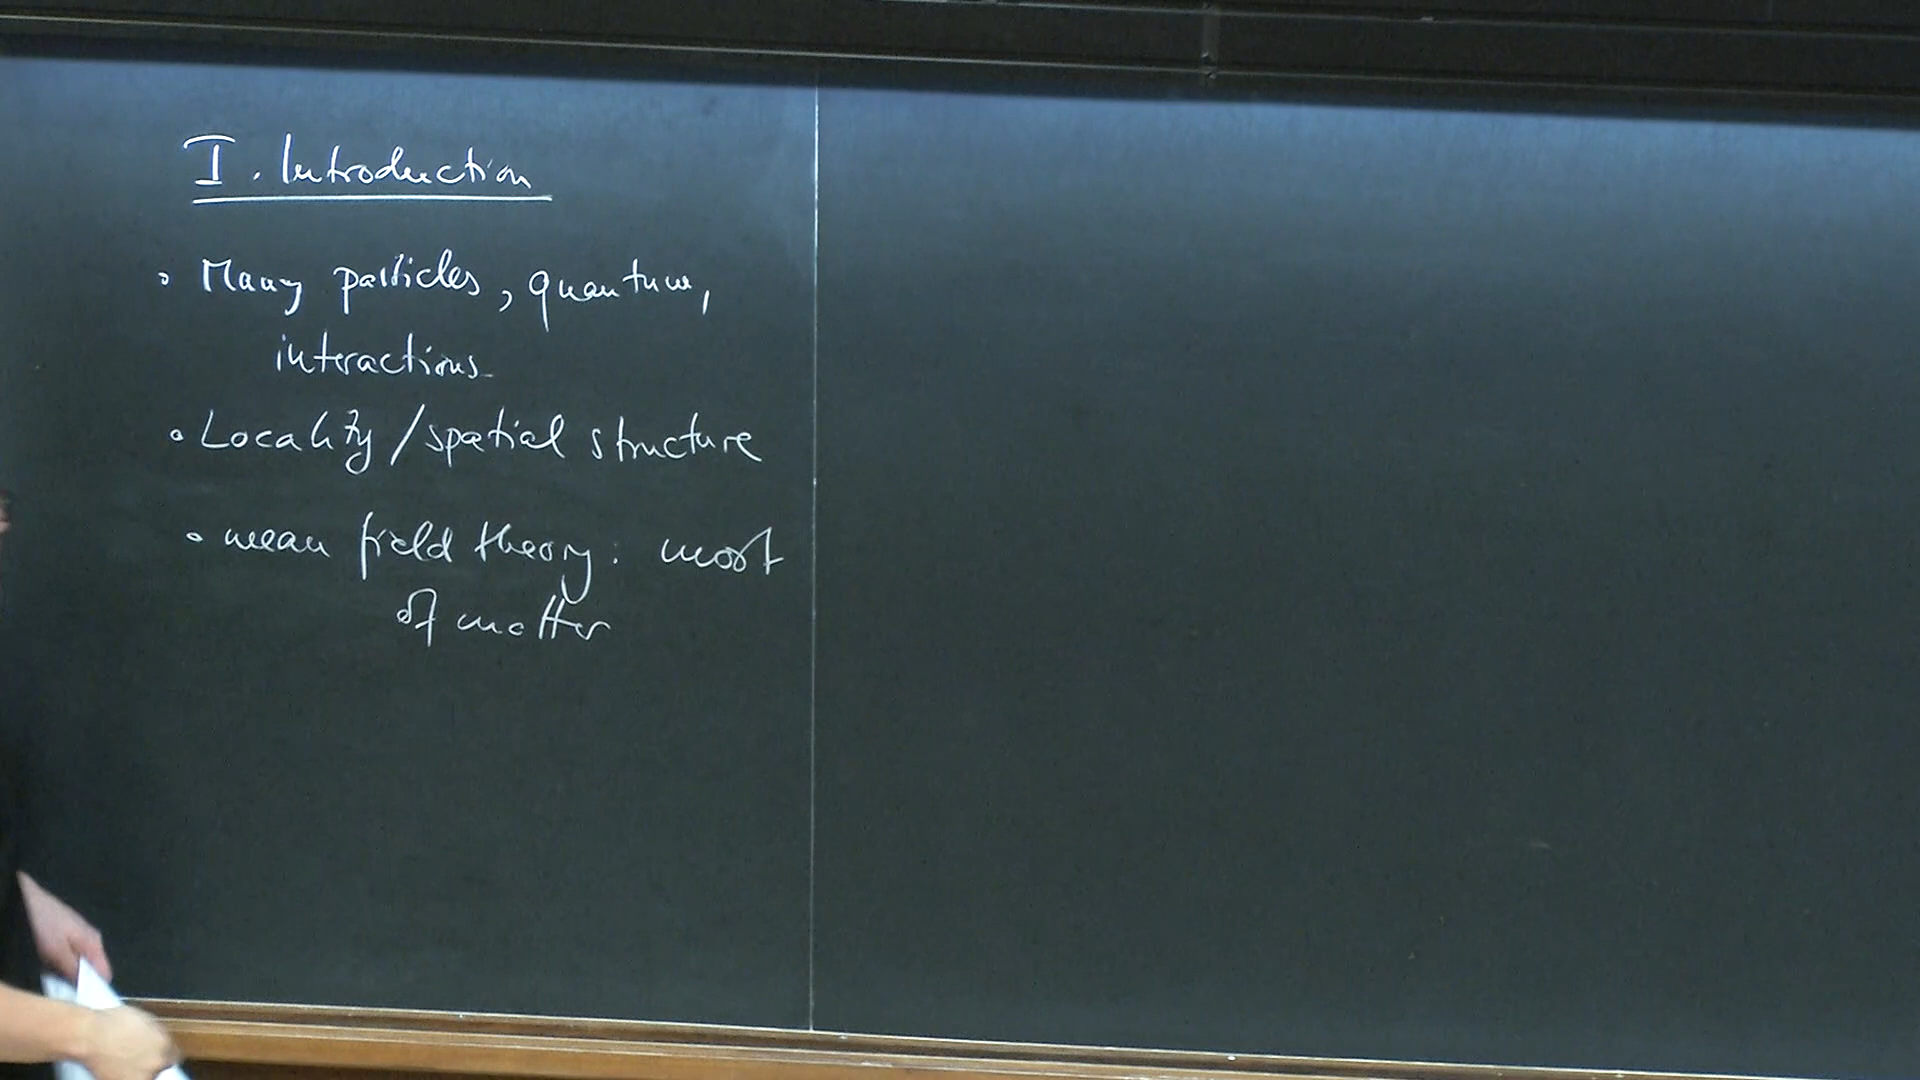 I. Introduction
◦ Many particles, quantum,
interactions
◦ Locality/spatial structure
◦ mean field theory: most
of matter